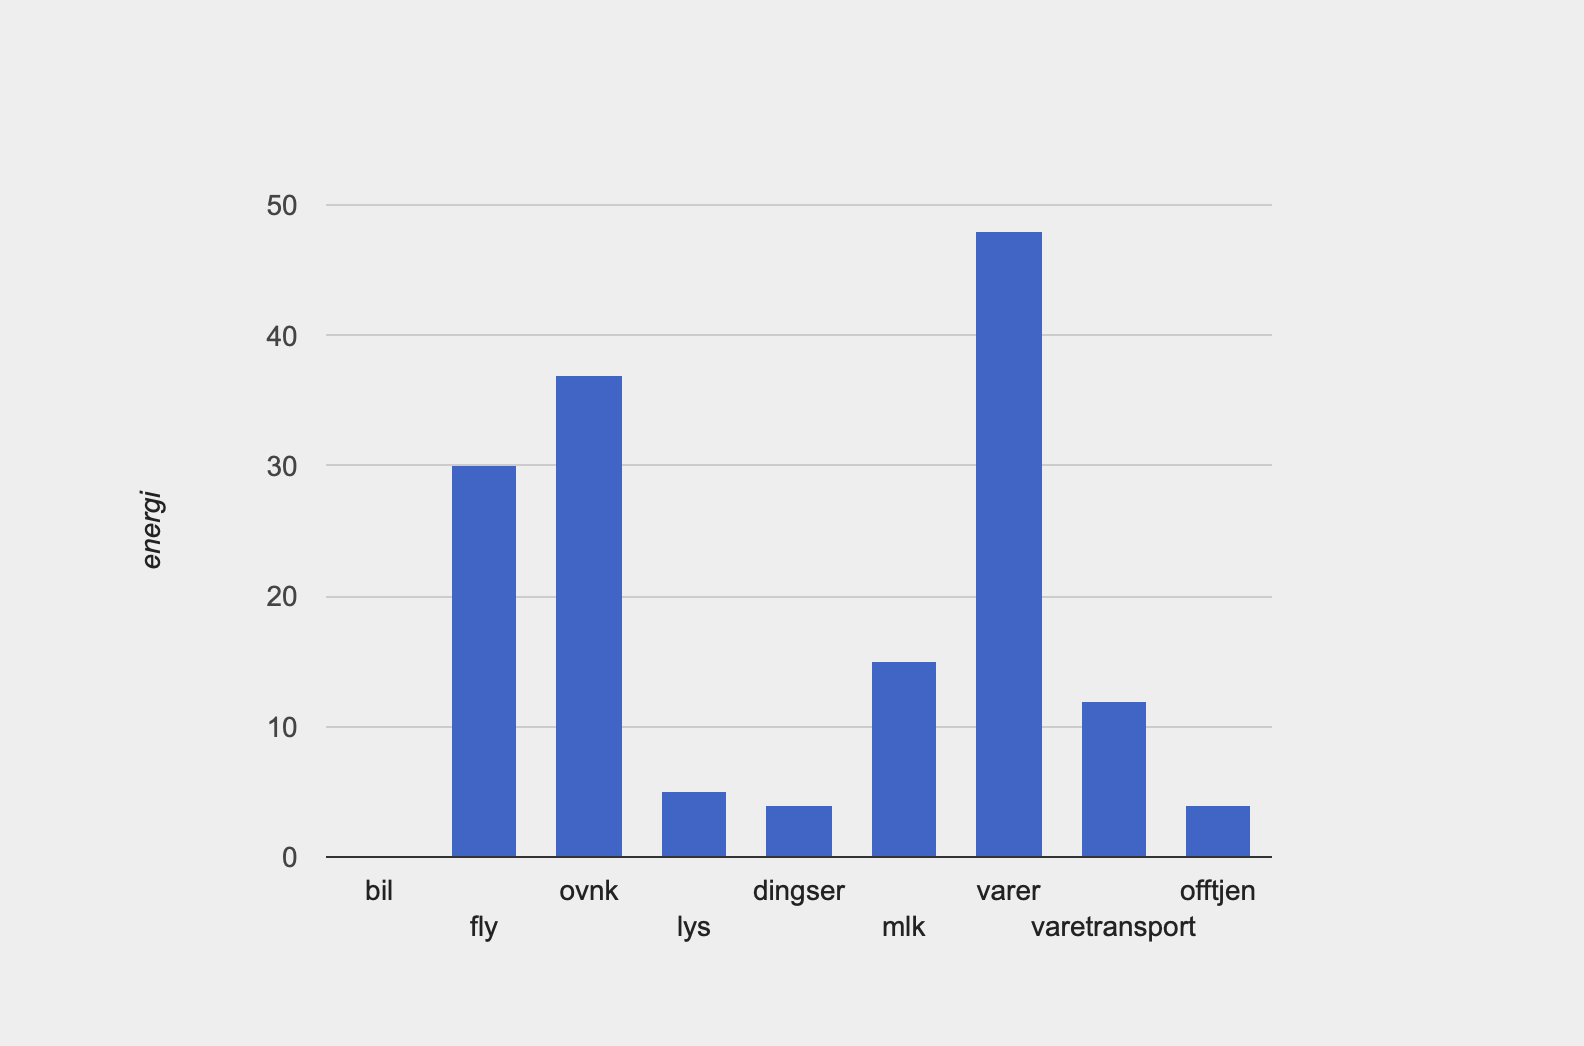 50
40
30
20
10
0
energi
bil
fly
ovnk
lys
dingser
mlk
varer
varetransport
offtjen